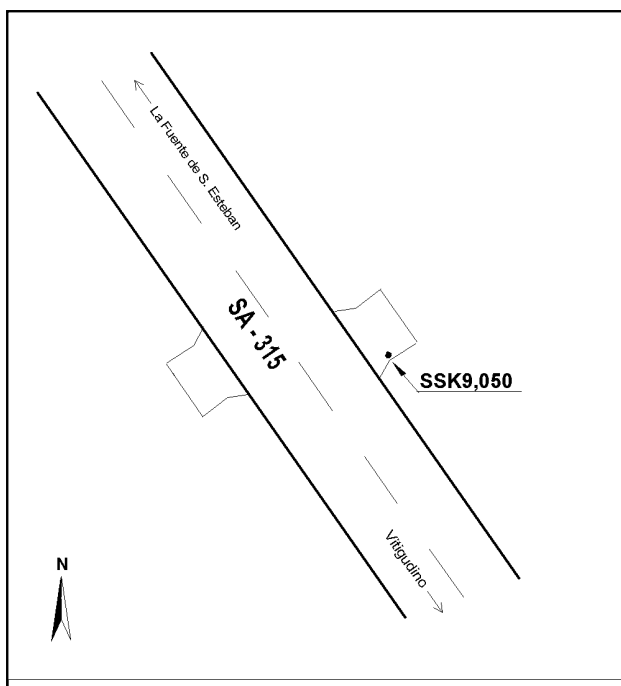 La Fuente de S. Esteban
SA - 315
SSK9,050
Vitigudino
N